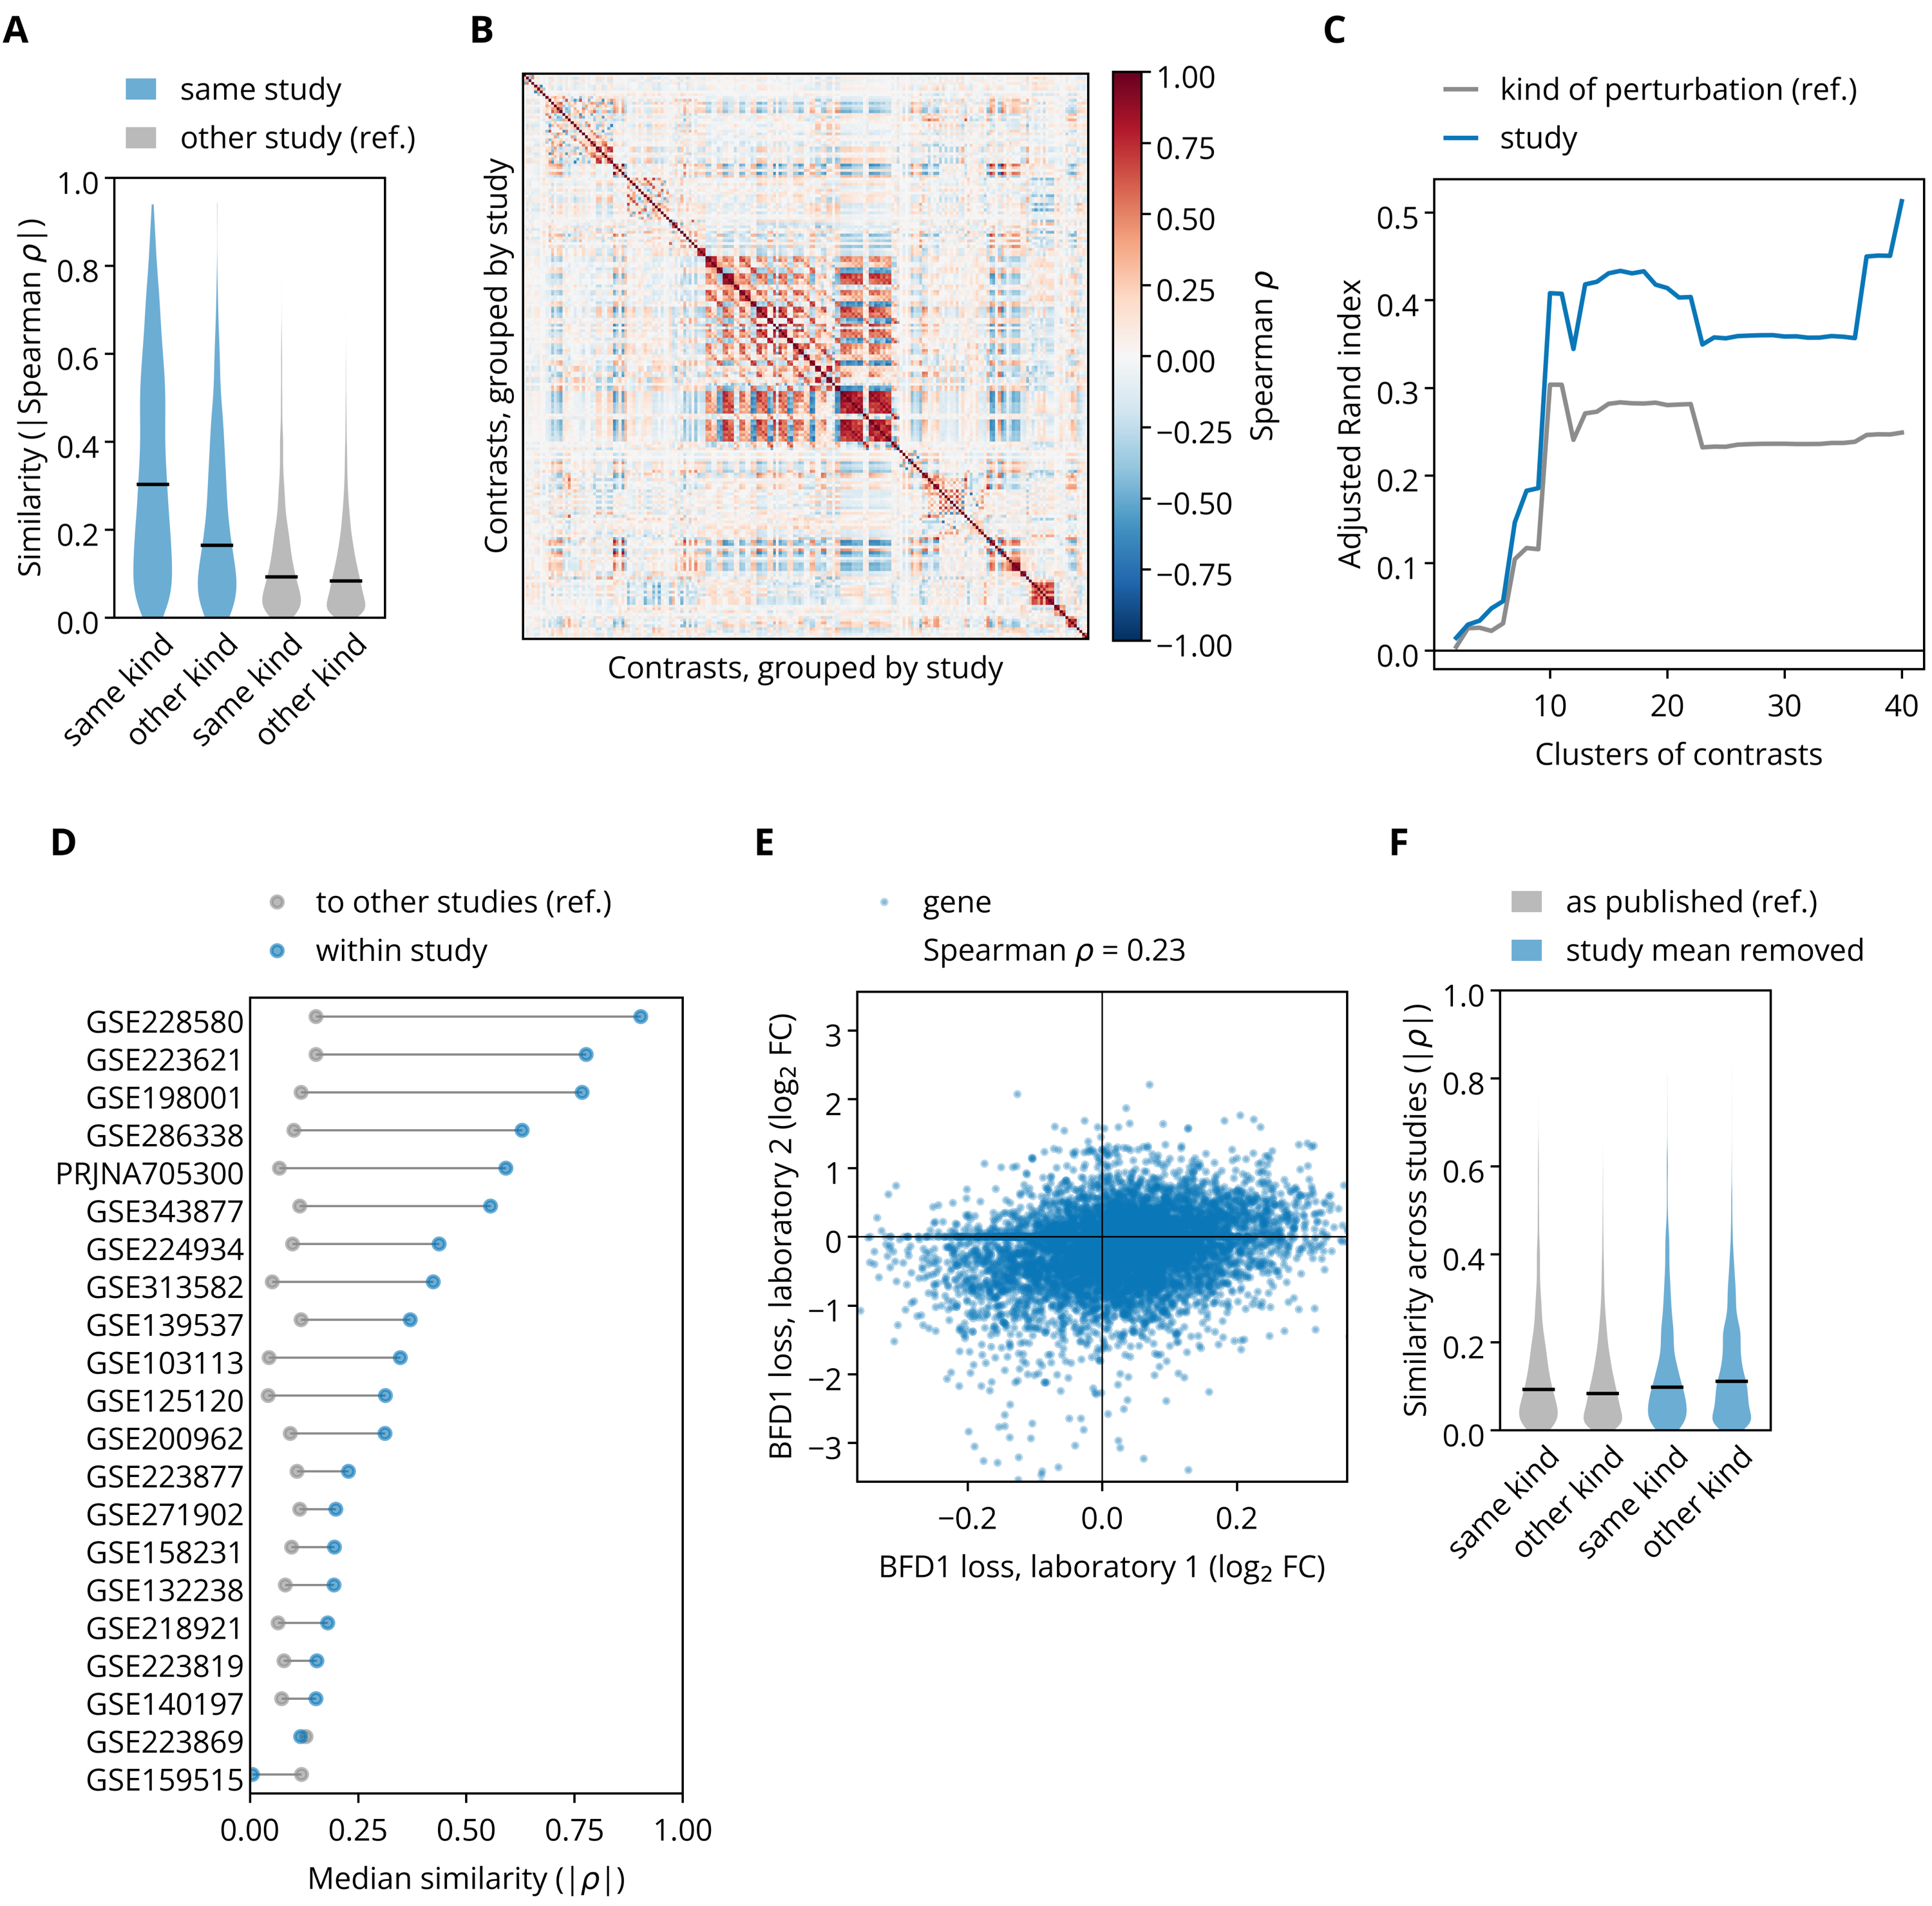 A
same study
other study (ref.)
Similarity (| Spearman ρ|)
1.0
0.8
0.6
0.4
0.2
0.0
same kind
other kind
same kind
other kind
B
Contrasts, grouped by study
Contrasts, grouped by study
1.00
0.75
0.50
0.25
0.00
−0.25
−0.50
−0.75
−1.00
Spearman ρ
C
kind of perturbation (ref.)
study
Adjusted Rand index
0.5
0.4
0.3
0.2
0.1
0.0
10
20
30
40
Clusters of contrasts
D
to other studies (ref.)
within study
GSE228580
GSE223621
GSE198001
GSE286338
PRJNA705300
GSE343877
GSE224934
GSE313582
GSE139537
GSE103113
GSE125120
GSE200962
GSE223877
GSE271902
GSE158231
GSE132238
GSE218921
GSE223819
GSE140197
GSE223869
GSE159515
0.00
0.25
0.50
0.75
1.00
Median similarity (|ρ|)
E
gene
Spearman ρ = 0.23
BFD1 loss, laboratory 2 (log₂ FC)
3
2
1
0
−1
−2
−3
−0.2
0.0
0.2
BFD1 loss, laboratory 1 (log₂ FC)
F
as published (ref.)
study mean removed
Similarity across studies (|ρ|)
1.0
0.8
0.6
0.4
0.2
0.0
same kind
other kind
same kind
other kind